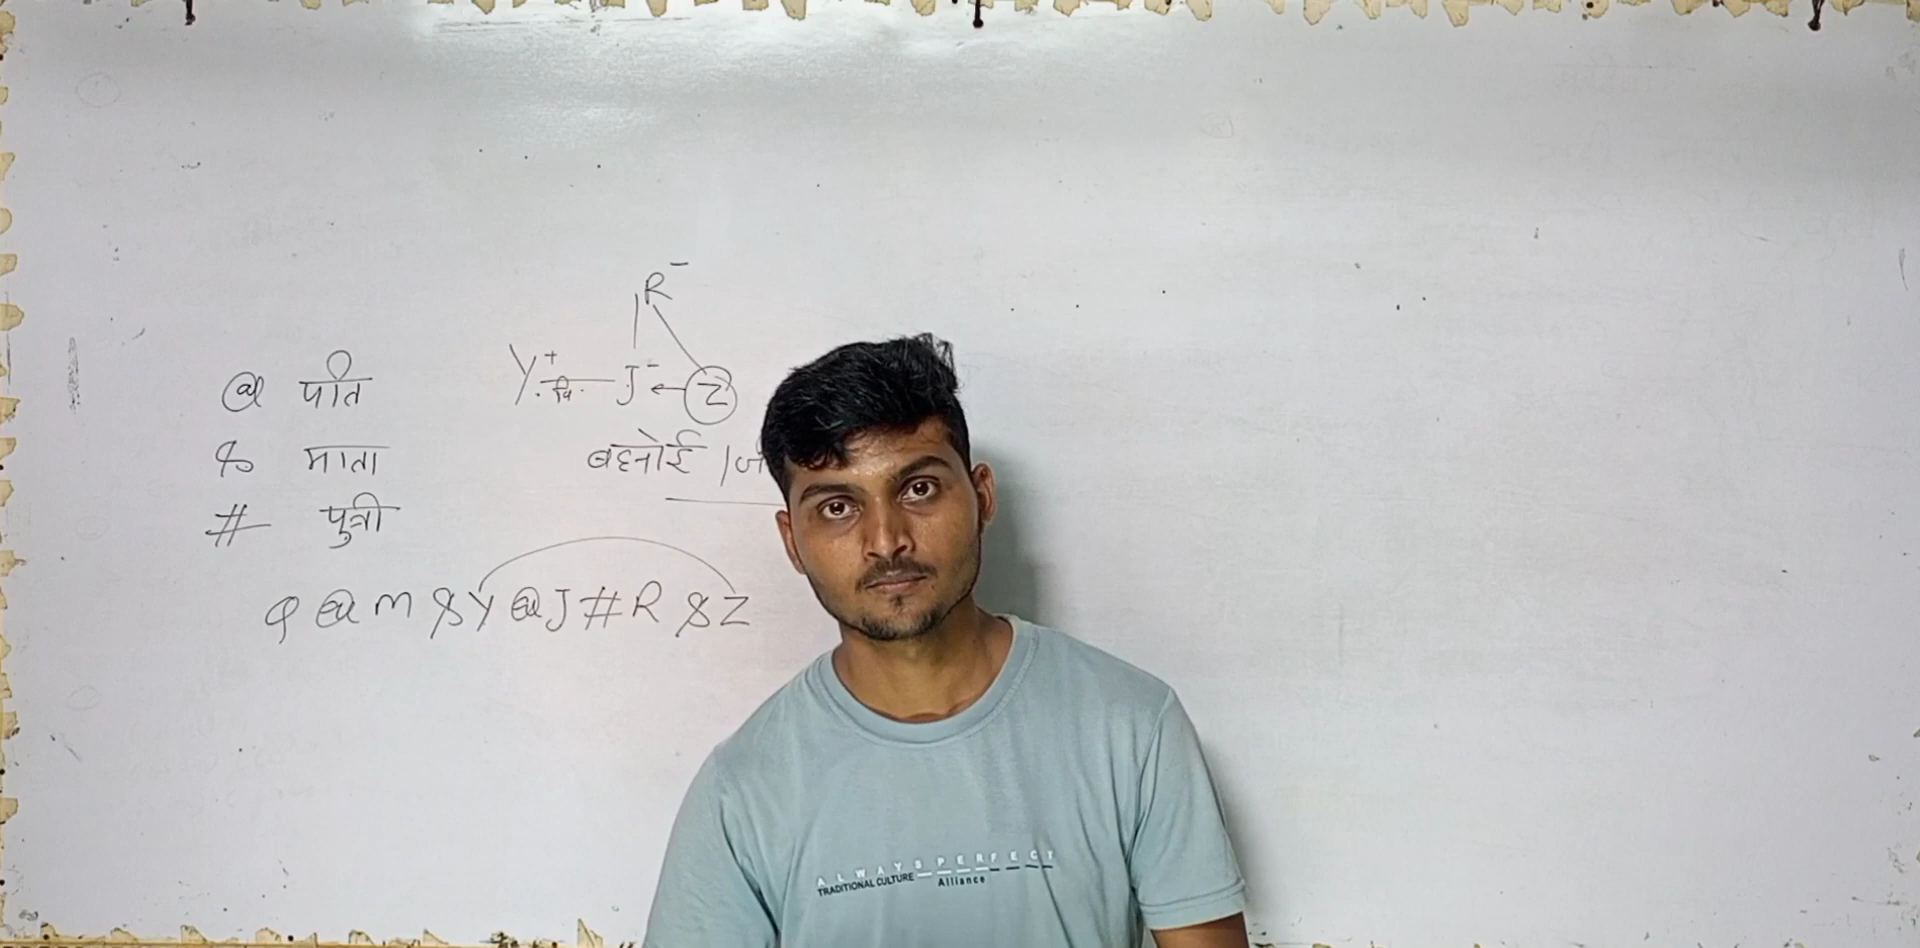 R⁻
@ पति
Y⁺ J⁻ ← Z
& माता
बहनोई / जी
# पुत्री
Q @ M & Y @ J # R & Z
ALWAYS PERFECT
TRADITIONAL CULTURE
Alliance